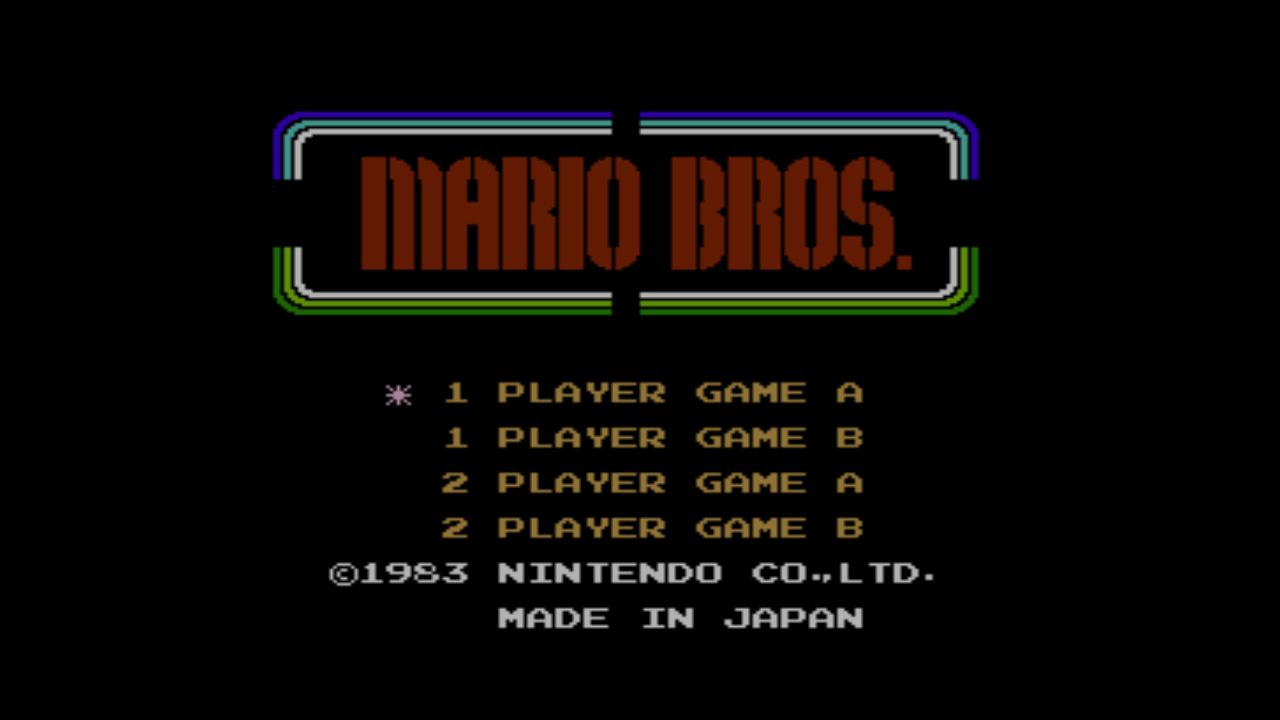 MARIO BROS.
* 1 PLAYER GAME A
1 PLAYER GAME B
2 PLAYER GAME A
2 PLAYER GAME B
©1983 NINTENDO CO.,LTD.
MADE IN JAPAN